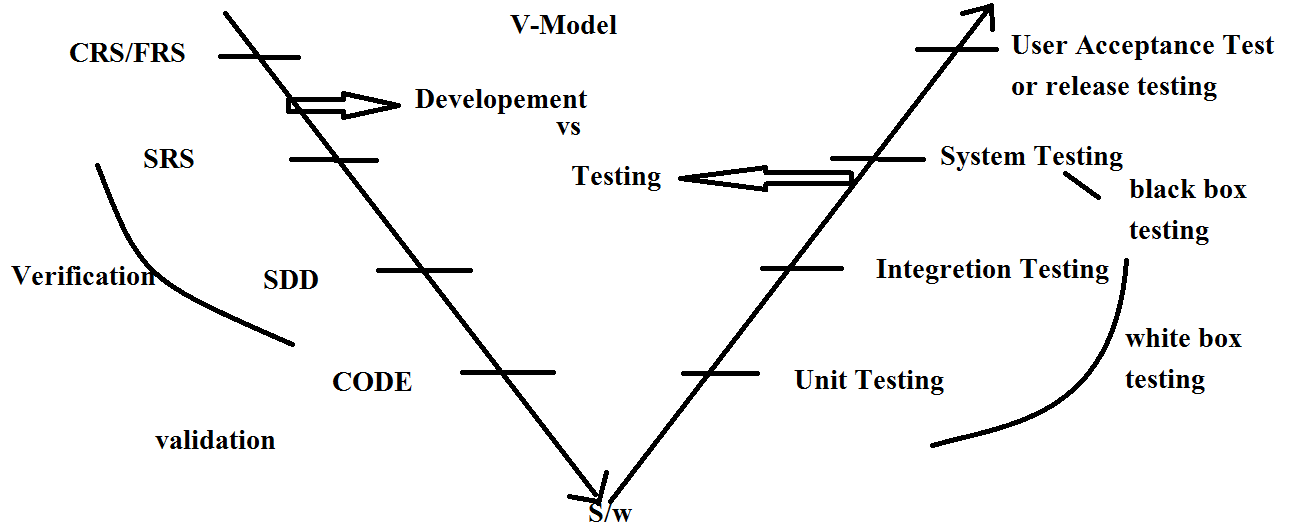 V-Model
CRS/FRS
User Acceptance Test
or release testing
Developement
vs
Testing
SRS
System Testing
black box
testing
Verification
SDD
Integretion Testing
white box
testing
CODE
Unit Testing
validation
S/w